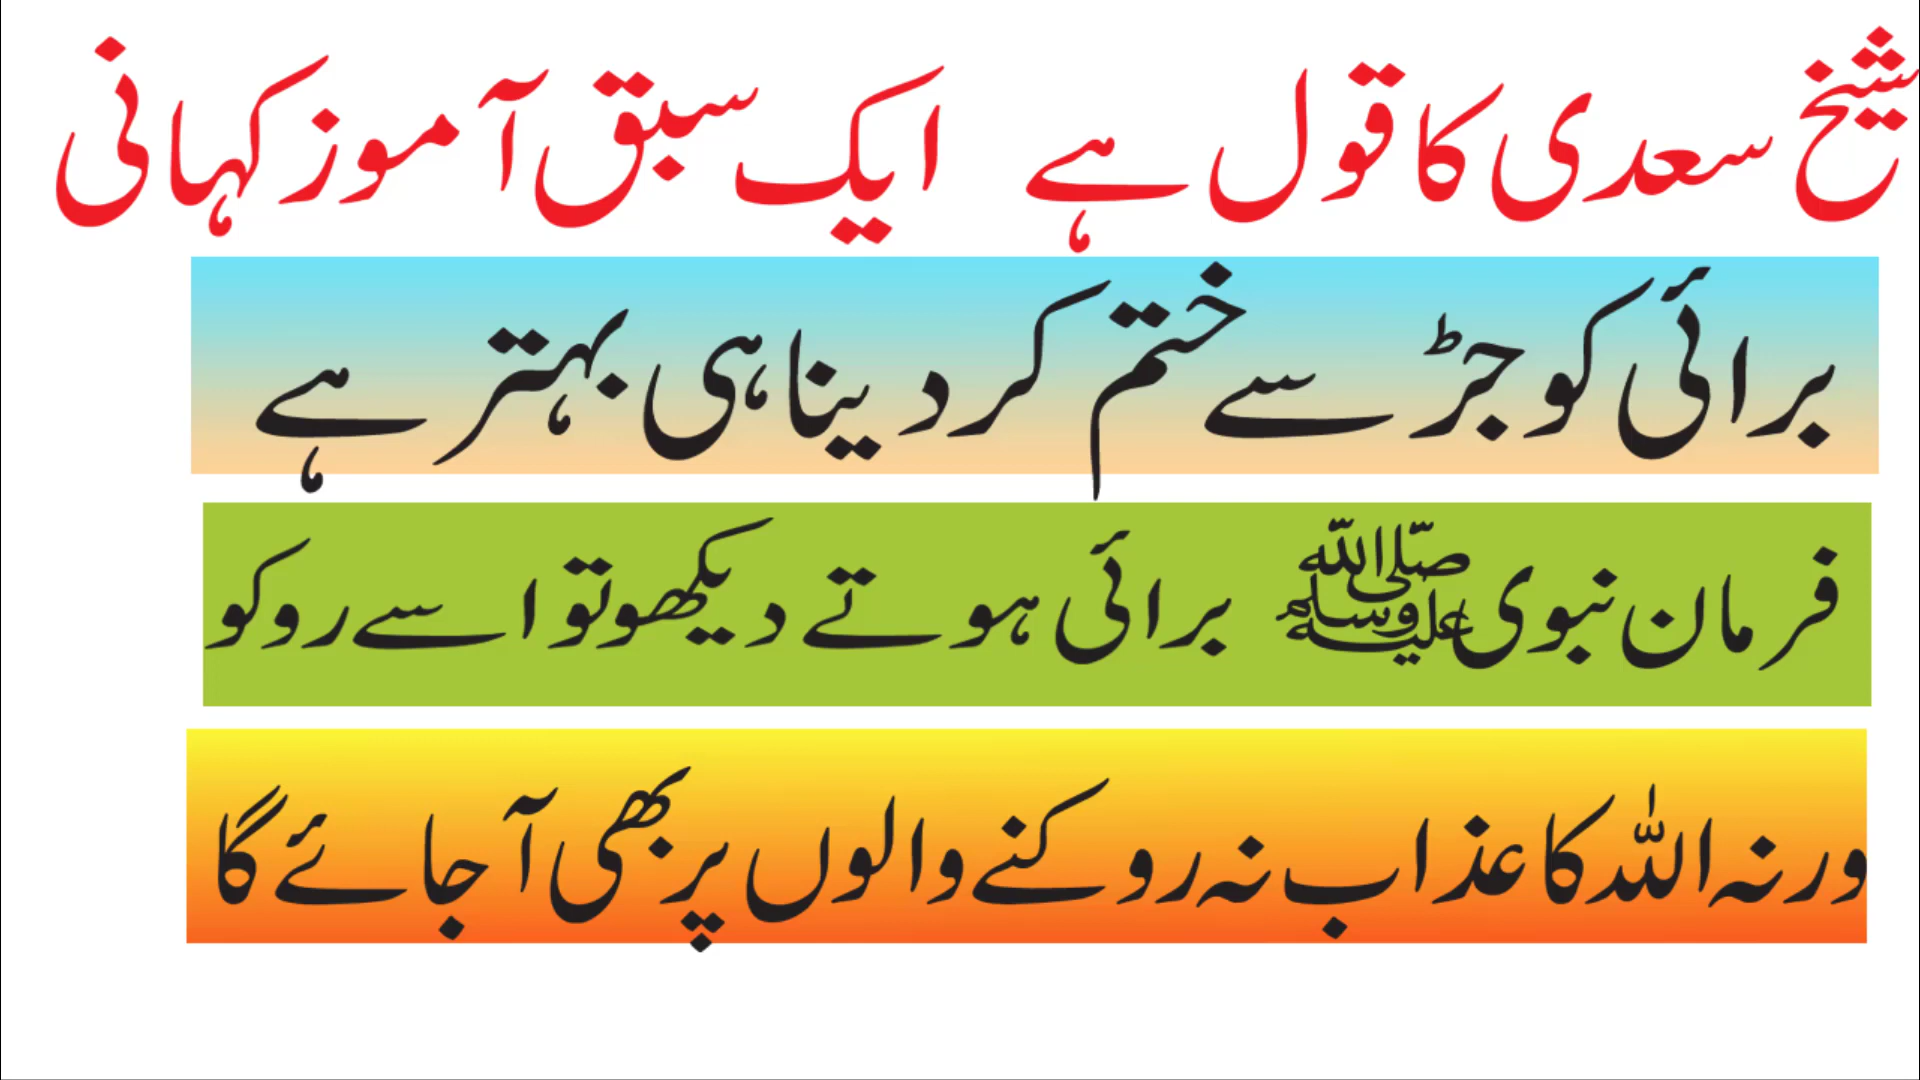 شیخ سعدی کا قول ہے ایک سبق آموز کہانی
برائی کو جڑ سے ختم کر دینا ہی بہتر ہے
فرمان نبوی ﷺ برائی ہوتے دیکھو تو اسے روکو
ورنہ اللہ کا عذاب نہ روکنے والوں پر بھی آجائے گا